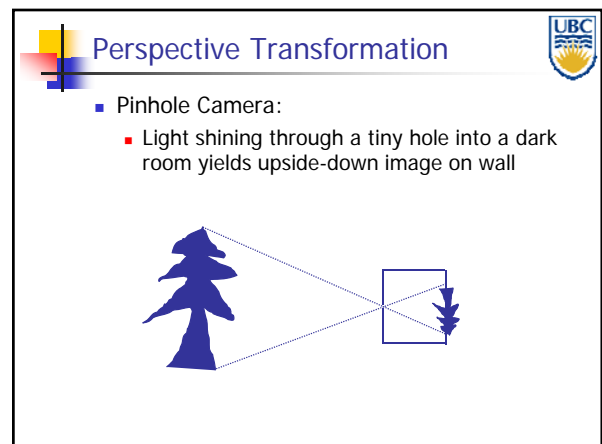 Perspective Transformation
UBC
Pinhole Camera:
Light shining through a tiny hole into a dark
room yields upside-down image on wall